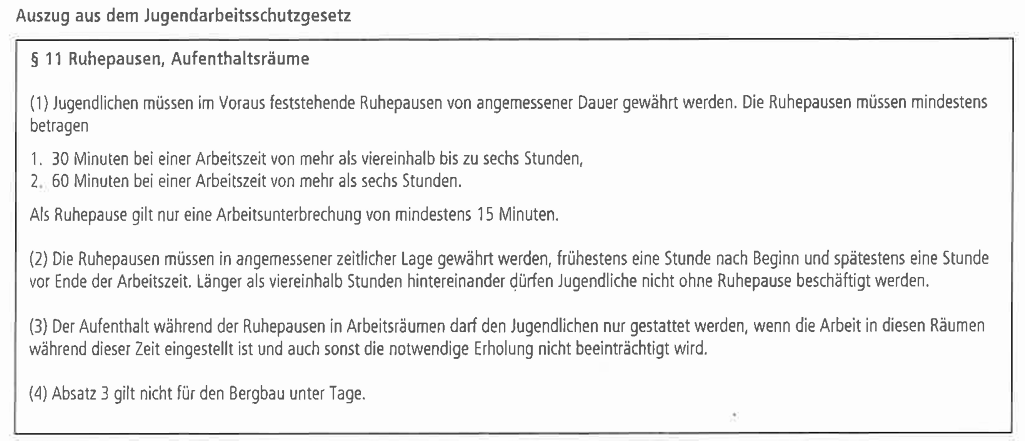 Auszug aus dem Jugendarbeitsschutzgesetz
§ 11 Ruhepausen, Aufenthaltsräume
(1) Jugendlichen müssen im Voraus feststehende Ruhepausen von angemessener Dauer gewährt werden. Die Ruhepausen müssen mindestens
betragen
1. 30 Minuten bei einer Arbeitszeit von mehr als viereinhalb bis zu sechs Stunden,
2. 60 Minuten bei einer Arbeitszeit von mehr als sechs Stunden.
Als Ruhepause gilt nur eine Arbeitsunterbrechung von mindestens 15 Minuten.
(2) Die Ruhepausen müssen in angemessener zeitlicher Lage gewährt werden, frühestens eine Stunde nach Beginn und spätestens eine Stunde
vor Ende der Arbeitszeit. Länger als viereinhalb Stunden hintereinander dürfen Jugendliche nicht ohne Ruhepause beschäftigt werden.
(3) Der Aufenthalt während der Ruhepausen in Arbeitsräumen darf den Jugendlichen nur gestattet werden, wenn die Arbeit in diesen Räumen
während dieser Zeit eingestellt ist und auch sonst die notwendige Erholung nicht beeinträchtigt wird.
(4) Absatz 3 gilt nicht für den Bergbau unter Tage.